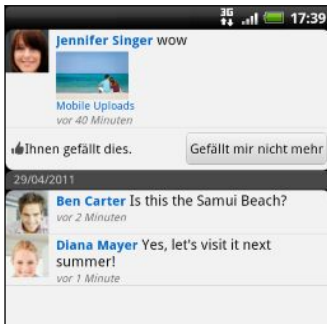 3G 17:39
Jennifer Singer wow
Mobile Uploads
vor 40 Minuten
Ihnen gefällt dies. Gefällt mir nicht mehr
29/04/2011
Ben Carter Is this the Samui Beach?
vor 2 Minuten
Diana Mayer Yes, let's visit it next
summer!
vor 1 Minute